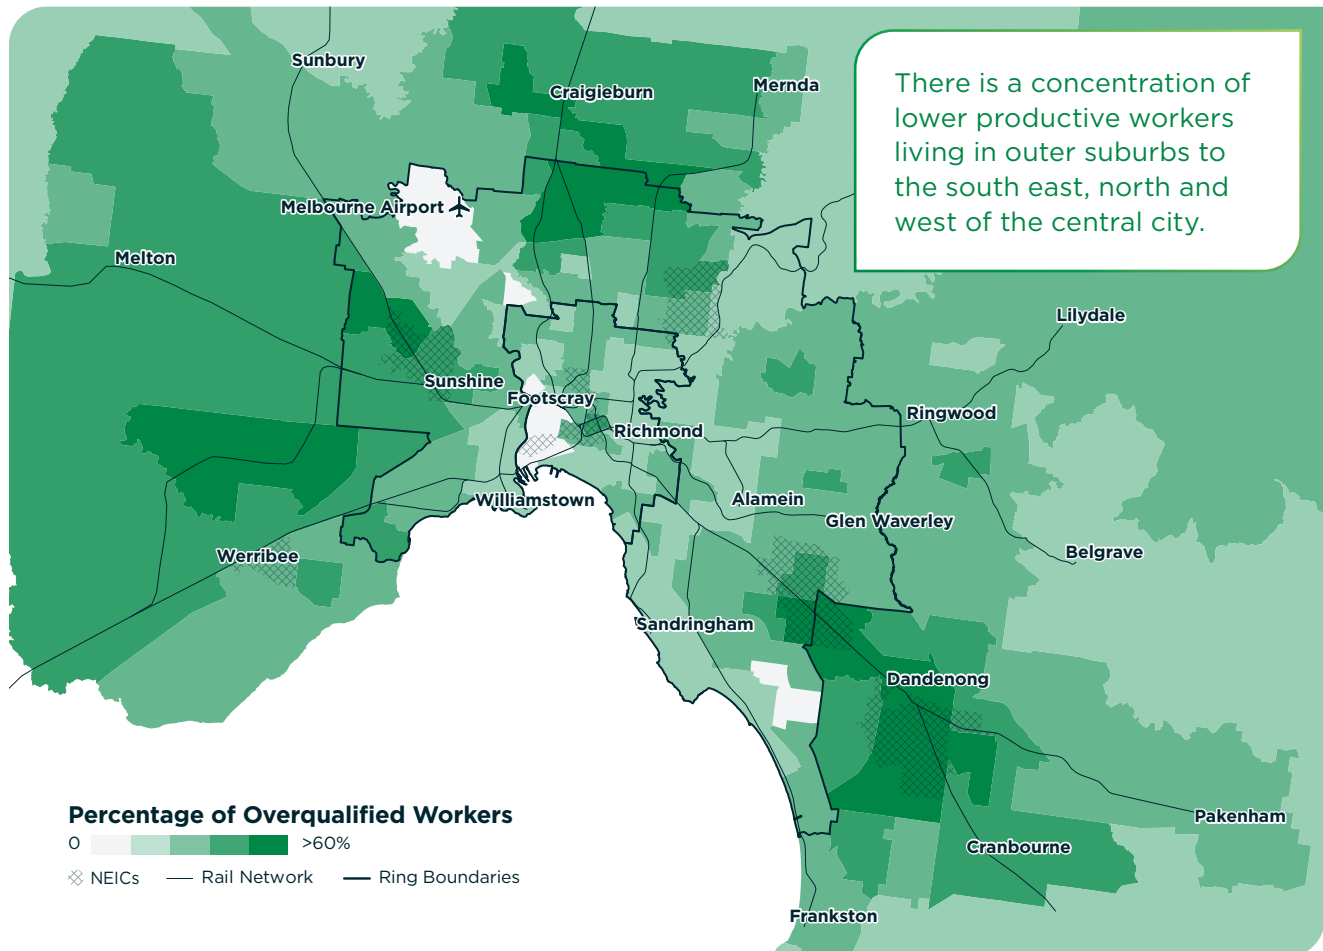 There is a concentration of
lower productive workers
living in outer suburbs to
the south east, north and
west of the central city.
Sunbury
Craigieburn
Mernda
Melbourne Airport
Melton
Lilydale
Sunshine
Footscray
Ringwood
Richmond
Williamstown
Alamein
Glen Waverley
Werribee
Belgrave
Sandringham
Dandenong
Pakenham
Cranbourne
Frankston
Percentage of Overqualified Workers
0 >60%
NEICs Rail Network Ring Boundaries